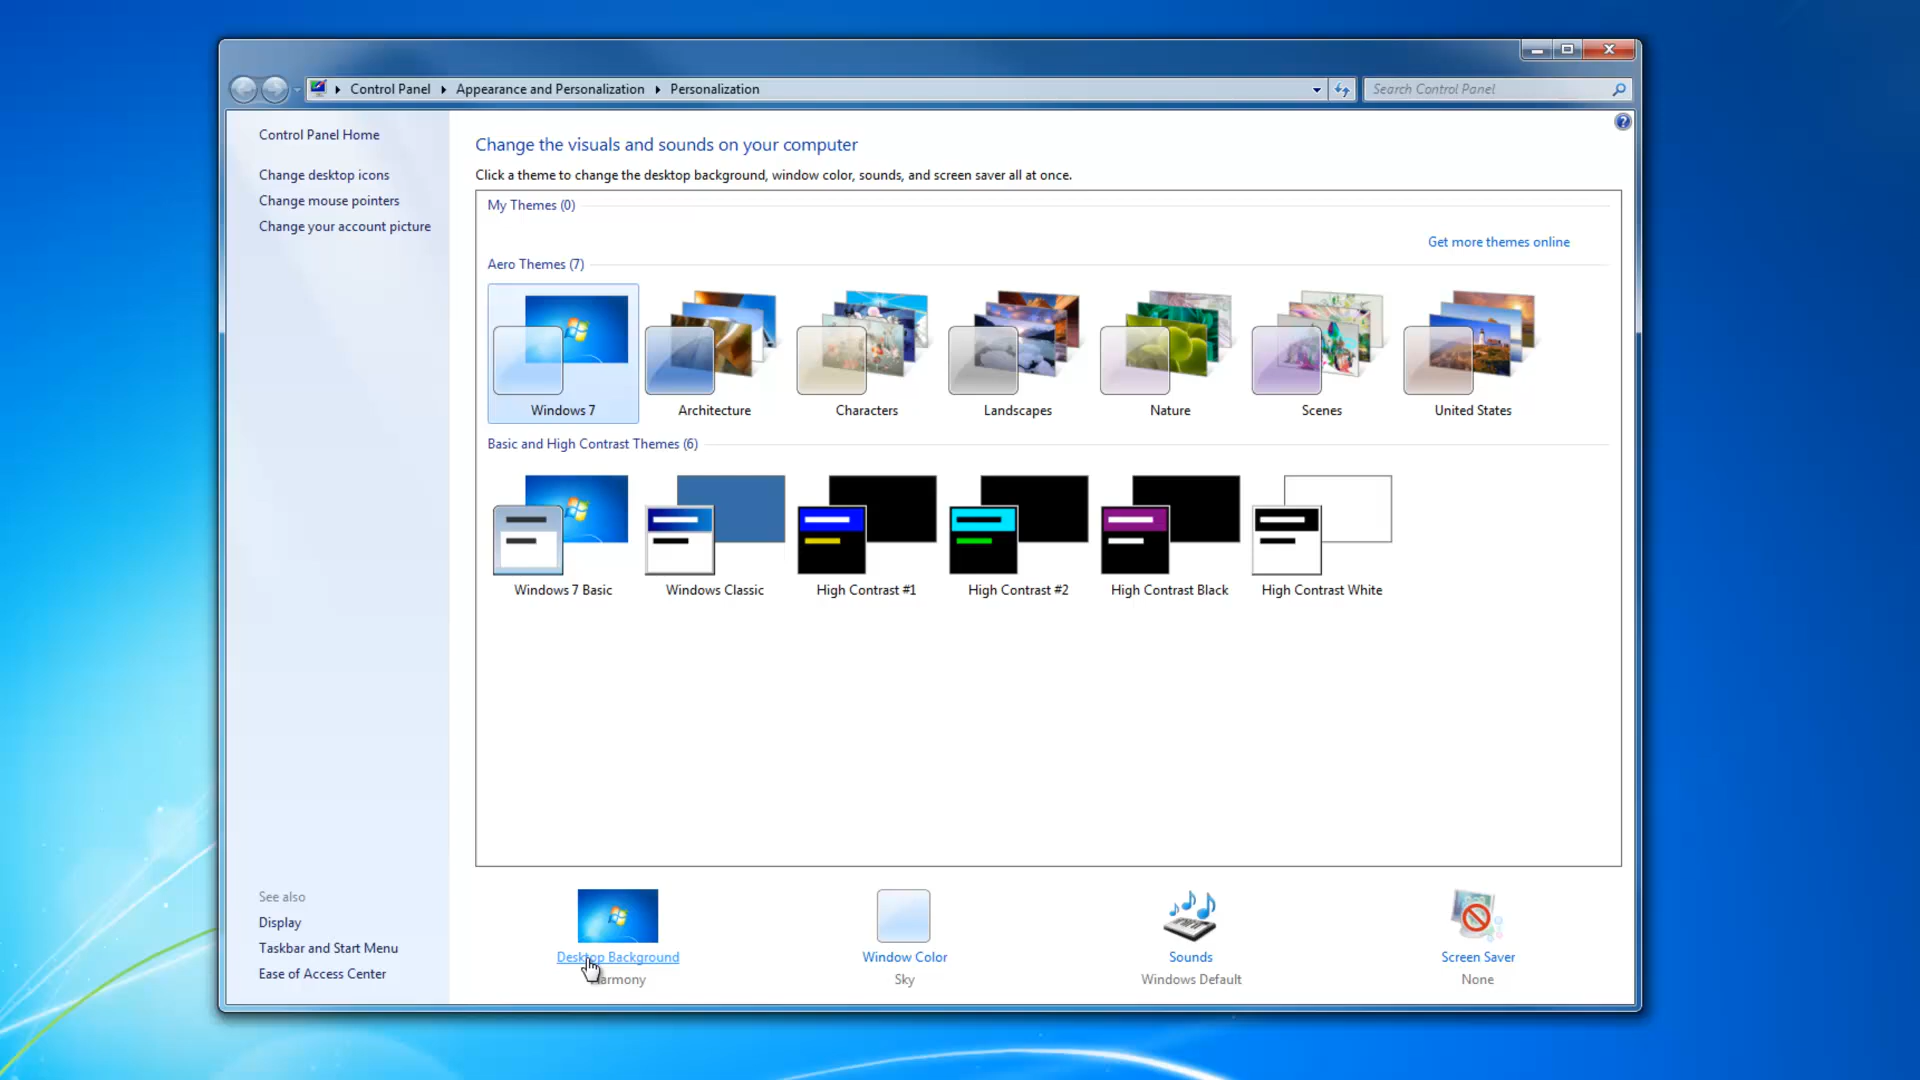 Control Panel Appearance and Personalization Personalization
Search Control Panel
Control Panel Home
Change desktop icons
Change mouse pointers
Change your account picture
Change the visuals and sounds on your computer
Click a theme to change the desktop background, window color, sounds, and screen saver all at once.
My Themes (0)
Get more themes online
Aero Themes (7)
Windows 7 Architecture Characters Landscapes Nature Scenes United States
Basic and High Contrast Themes (6)
Windows 7 Basic Windows Classic High Contrast #1 High Contrast #2 High Contrast Black High Contrast White
See also
Display
Taskbar and Start Menu
Ease of Access Center
Desktop Background Window Color Sounds Screen Saver
Harmony Sky Windows Default None